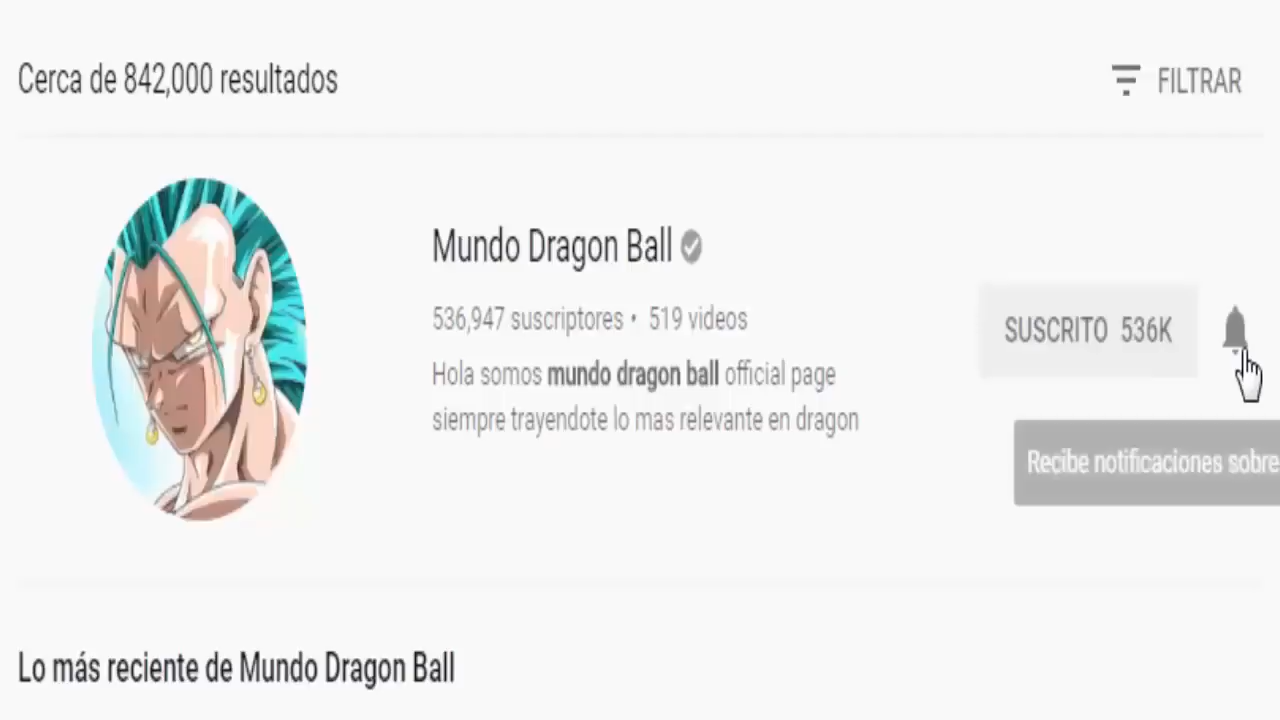 Cerca de 842,000 resultados
FILTRAR
Mundo Dragon Ball
536,947 suscriptores • 519 videos
SUSCRITO 536K
Hola somos mundo dragon ball official page
siempre trayendote lo mas relevante en dragon
Recibe notificaciones sobre
Lo más reciente de Mundo Dragon Ball